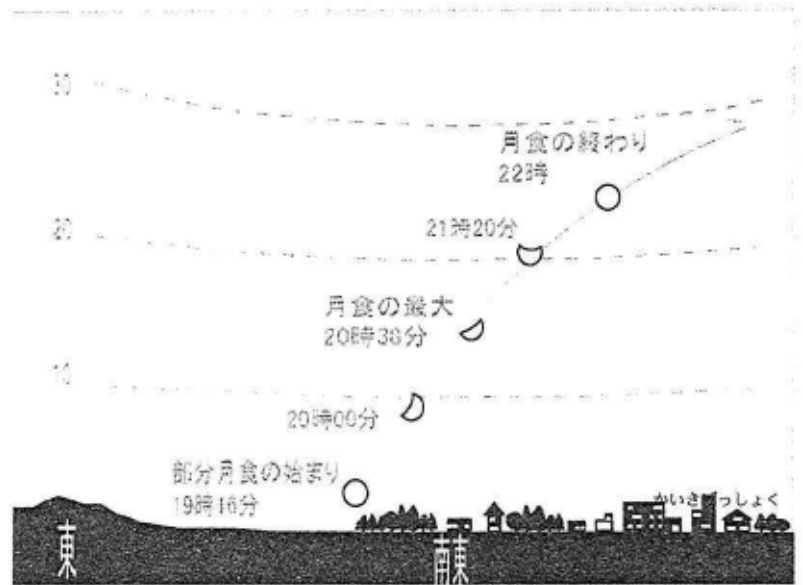 30
月食の終わり
22時
21時20分
20
月食の最大
20時38分
10
20時00分
部分月食の始まり
19時16分
東
南東